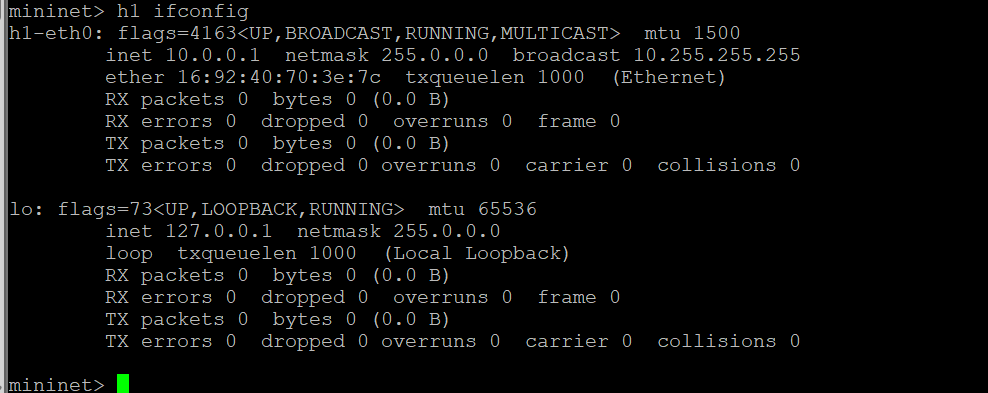 mininet> h1 ifconfig
h1-eth0: flags=4163<UP,BROADCAST,RUNNING,MULTICAST>  mtu 1500
        inet 10.0.0.1  netmask 255.0.0.0  broadcast 10.255.255.255
        ether 16:92:40:70:3e:7c  txqueuelen 1000  (Ethernet)
        RX packets 0  bytes 0 (0.0 B)
        RX errors 0  dropped 0  overruns 0  frame 0
        TX packets 0  bytes 0 (0.0 B)
        TX errors 0  dropped 0 overruns 0  carrier 0  collisions 0

lo: flags=73<UP,LOOPBACK,RUNNING>  mtu 65536
        inet 127.0.0.1  netmask 255.0.0.0
        loop  txqueuelen 1000  (Local Loopback)
        RX packets 0  bytes 0 (0.0 B)
        RX errors 0  dropped 0  overruns 0  frame 0
        TX packets 0  bytes 0 (0.0 B)
        TX errors 0  dropped 0 overruns 0  carrier 0  collisions 0

mininet>